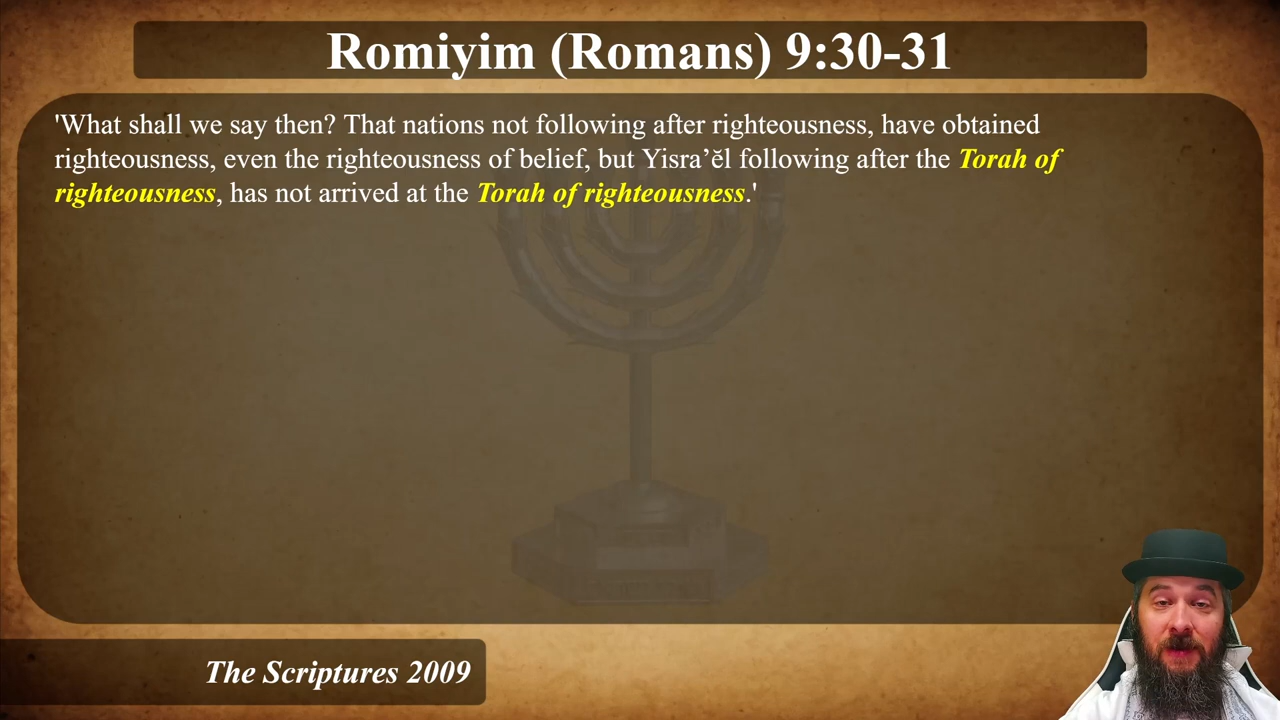 Romiyim (Romans) 9:30-31
'What shall we say then? That nations not following after righteousness, have obtained
righteousness, even the righteousness of belief, but Yisra’ĕl following after the Torah of
righteousness, has not arrived at the Torah of righteousness.'
The Scriptures 2009